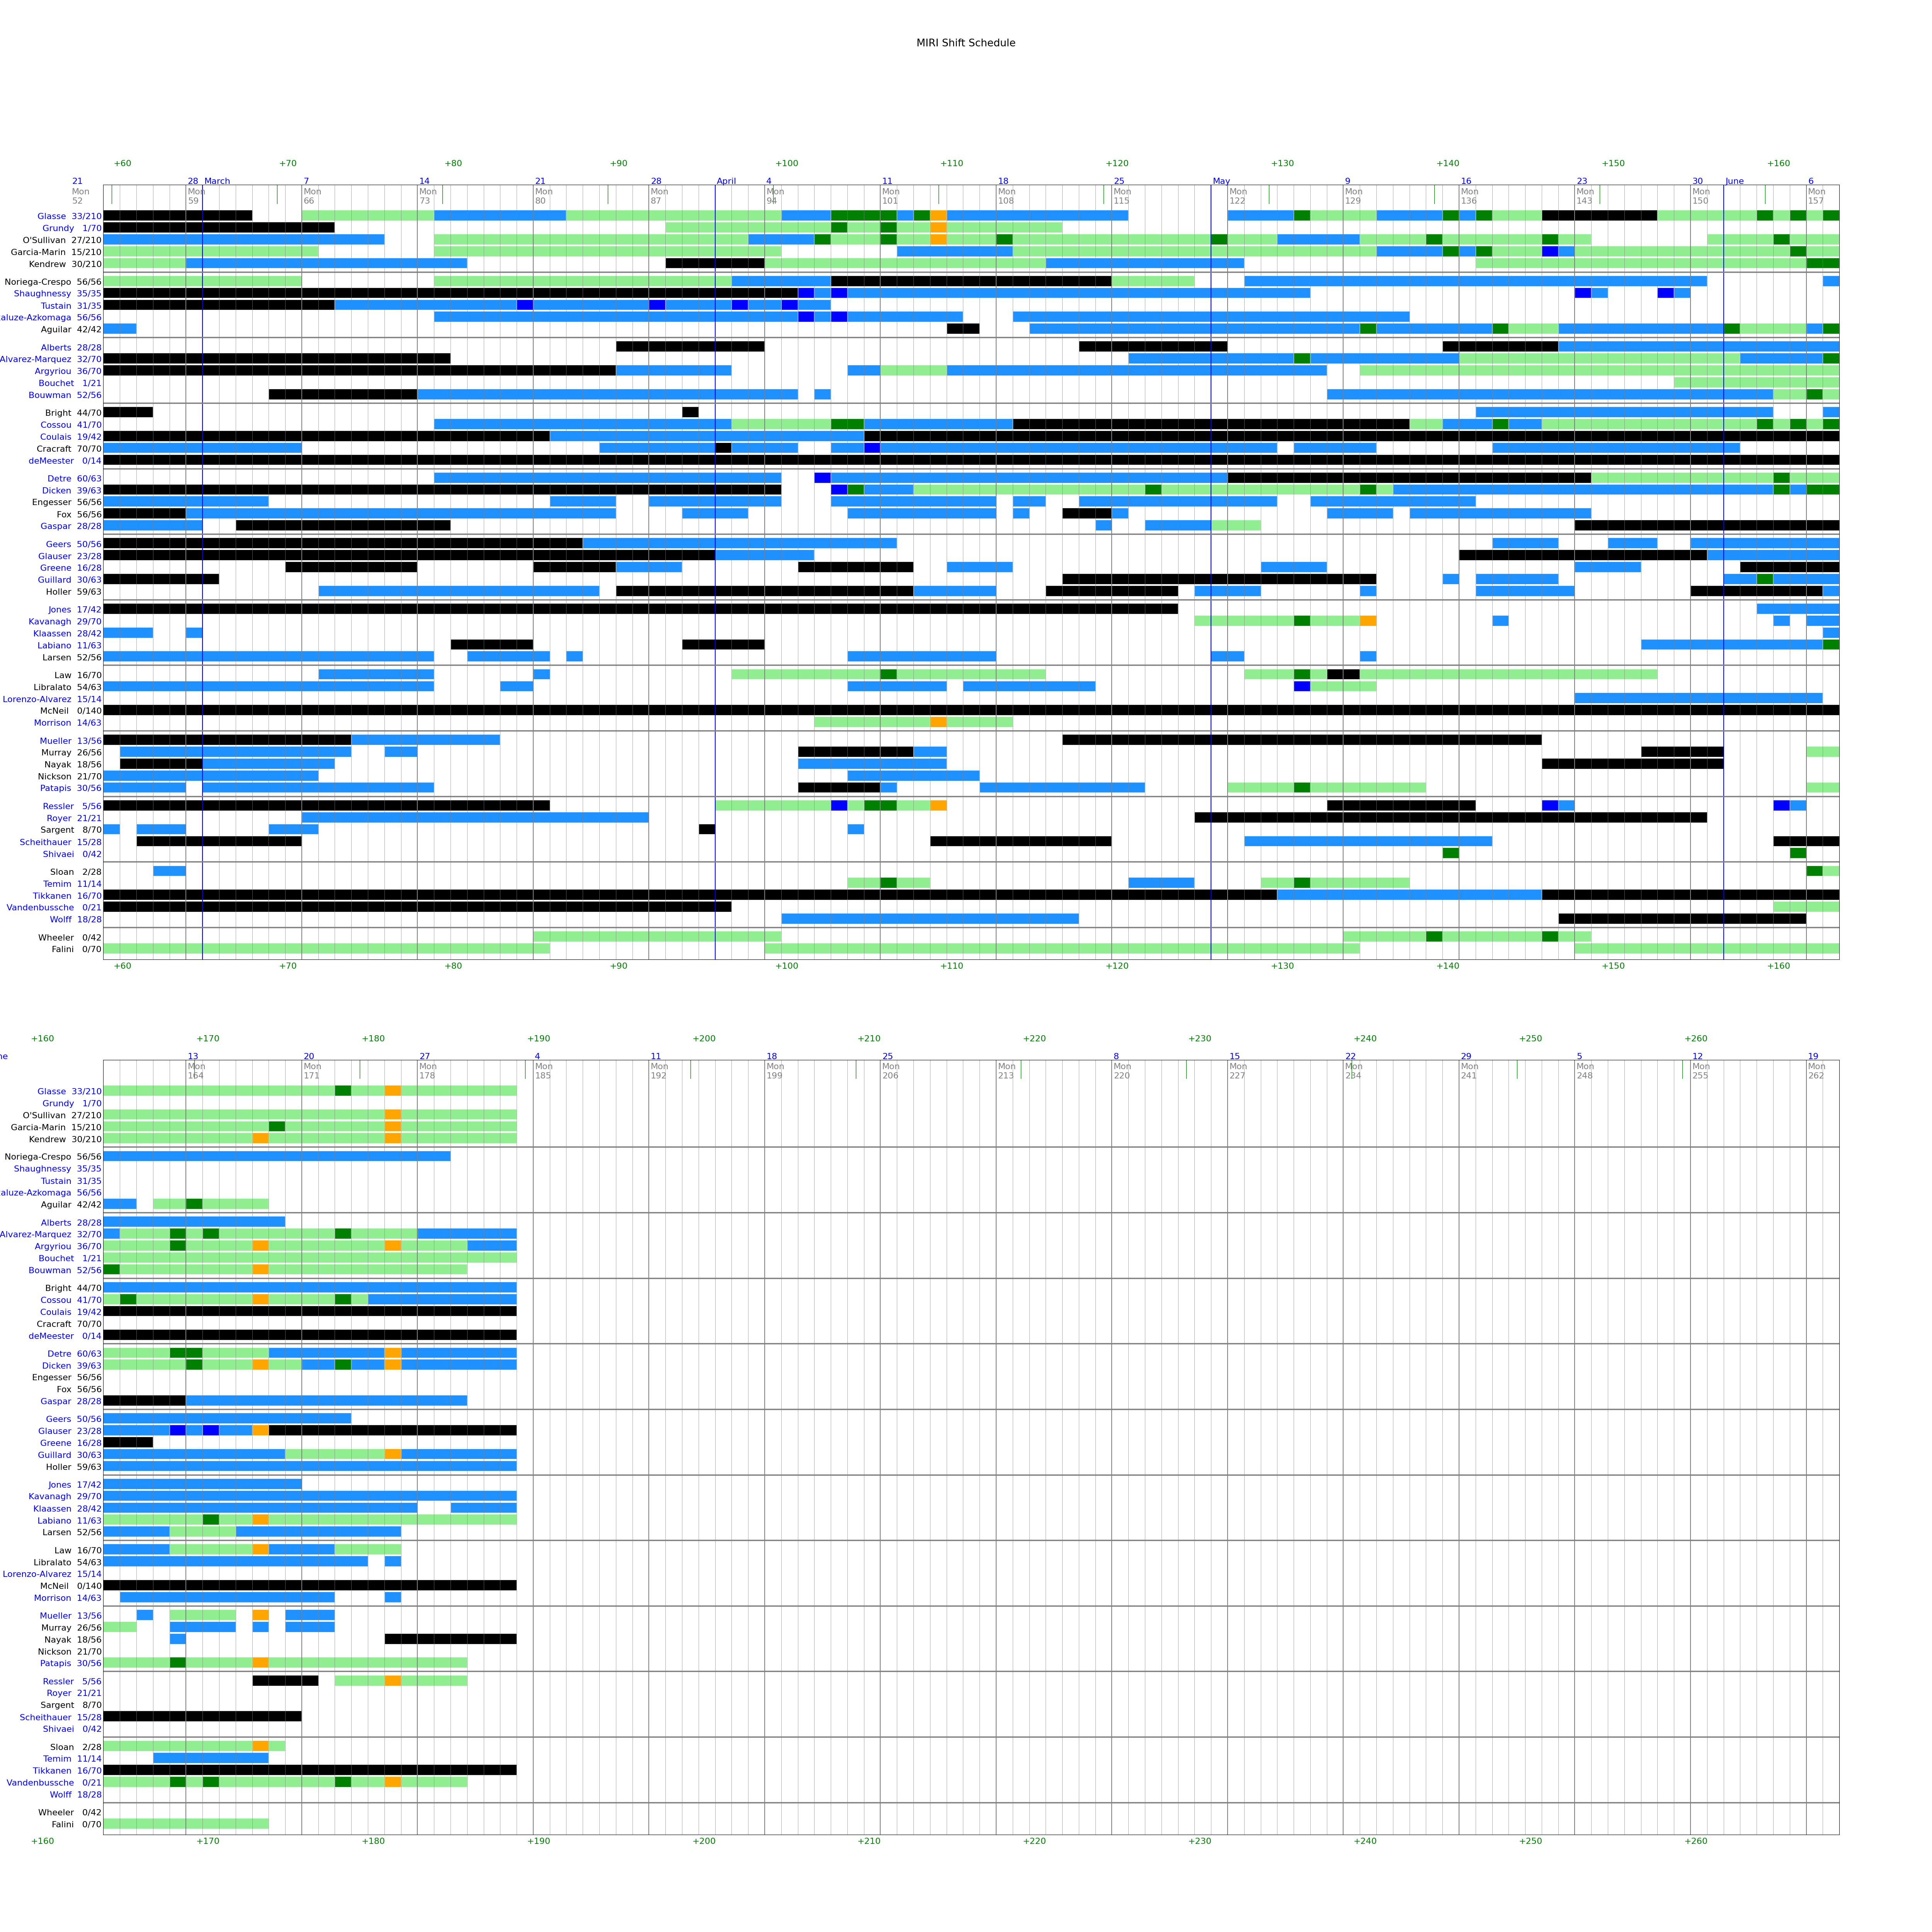 MIRI Shift Schedule
+60 +70 +80 +90 +100 +110 +120 +130 +140 +150 +160
21 28 March 7 14 21 28 April 4 11 18 25 May 9 16 23 30 June 6
Mon Mon Mon Mon Mon Mon Mon Mon Mon Mon Mon Mon Mon Mon Mon Mon
52 59 66 73 80 87 94 101 108 115 122 129 136 143 150 157
Glasse 33/210
Grundy 1/70
O'Sullivan 27/210
Garcia-Marin 15/210
Kendrew 30/210
Noriega-Crespo 56/56
Shaughnessy 35/35
Tustain 31/35
aluze-Azkomaga 56/56
Aguilar 42/42
Alberts 28/28
Alvarez-Marquez 32/70
Argyriou 36/70
Bouchet 1/21
Bouwman 52/56
Bright 44/70
Cossou 41/70
Coulais 19/42
Cracraft 70/70
deMeester 0/14
Detre 60/63
Dicken 39/63
Engesser 56/56
Fox 56/56
Gaspar 28/28
Geers 50/56
Glauser 23/28
Greene 16/28
Guillard 30/63
Holler 59/63
Jones 17/42
Kavanagh 29/70
Klaassen 28/42
Labiano 11/63
Larsen 52/56
Law 16/70
Libralato 54/63
Lorenzo-Alvarez 15/14
McNeil 0/140
Morrison 14/63
Mueller 13/56
Murray 26/56
Nayak 18/56
Nickson 21/70
Patapis 30/56
Ressler 5/56
Royer 21/21
Sargent 8/70
Scheithauer 15/28
Shivaei 0/42
Sloan 2/28
Temim 11/14
Tikkanen 16/70
Vandenbussche 0/21
Wolff 18/28
Wheeler 0/42
Falini 0/70
+60 +70 +80 +90 +100 +110 +120 +130 +140 +150 +160
+160 +170 +180 +190 +200 +210 +220 +230 +240 +250 +260
ne 13 20 27 4 11 18 25 8 15 22 29 5 12 19
Mon Mon Mon Mon Mon Mon Mon Mon Mon Mon Mon Mon Mon Mon Mon
164 171 178 185 192 199 206 213 220 227 234 241 248 255 262
Glasse 33/210
Grundy 1/70
O'Sullivan 27/210
Garcia-Marin 15/210
Kendrew 30/210
Noriega-Crespo 56/56
Shaughnessy 35/35
Tustain 31/35
aluze-Azkomaga 56/56
Aguilar 42/42
Alberts 28/28
Alvarez-Marquez 32/70
Argyriou 36/70
Bouchet 1/21
Bouwman 52/56
Bright 44/70
Cossou 41/70
Coulais 19/42
Cracraft 70/70
deMeester 0/14
Detre 60/63
Dicken 39/63
Engesser 56/56
Fox 56/56
Gaspar 28/28
Geers 50/56
Glauser 23/28
Greene 16/28
Guillard 30/63
Holler 59/63
Jones 17/42
Kavanagh 29/70
Klaassen 28/42
Labiano 11/63
Larsen 52/56
Law 16/70
Libralato 54/63
Lorenzo-Alvarez 15/14
McNeil 0/140
Morrison 14/63
Mueller 13/56
Murray 26/56
Nayak 18/56
Nickson 21/70
Patapis 30/56
Ressler 5/56
Royer 21/21
Sargent 8/70
Scheithauer 15/28
Shivaei 0/42
Sloan 2/28
Temim 11/14
Tikkanen 16/70
Vandenbussche 0/21
Wolff 18/28
Wheeler 0/42
Falini 0/70
+160 +170 +180 +190 +200 +210 +220 +230 +240 +250 +260